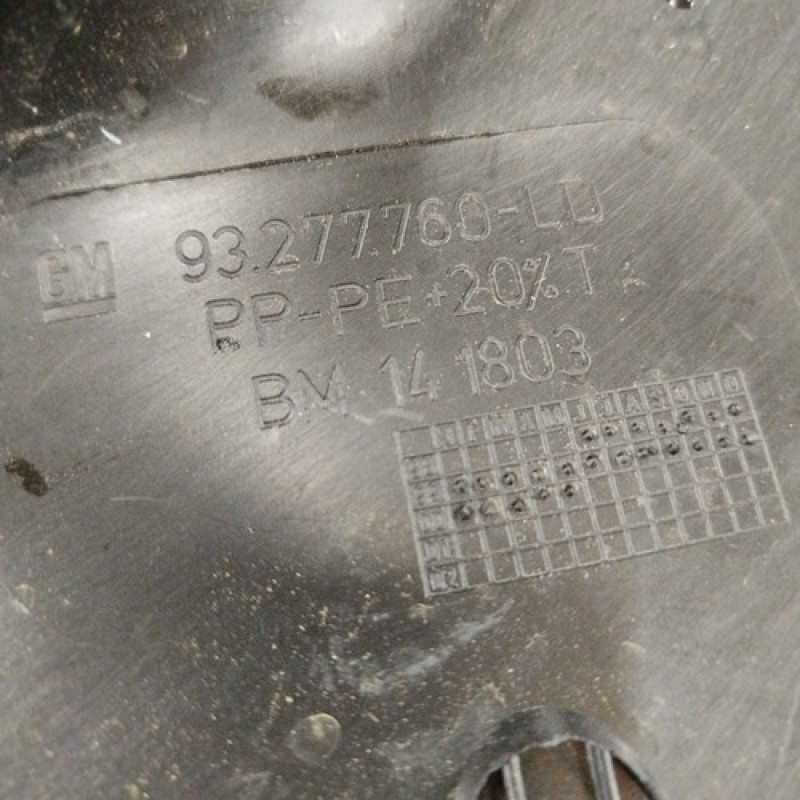 GM 93.277.760-LD
PP-PE+20%T
BM 14 1803
J F M A M J J A S O N D